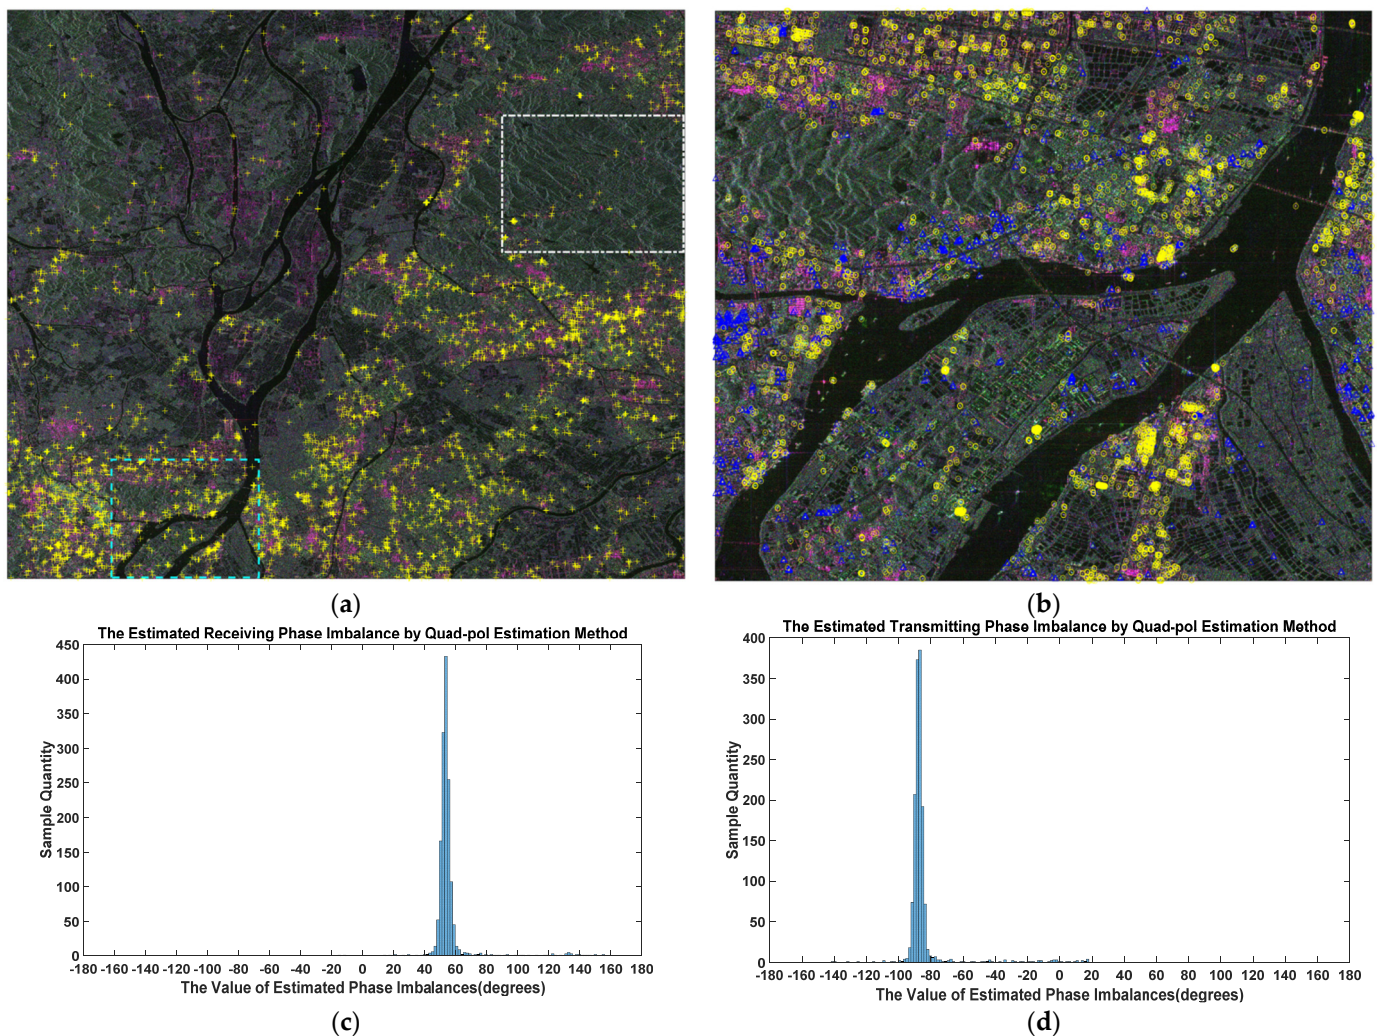 (a)
(b)
The Estimated Receiving Phase Imbalance by Quad-pol Estimation Method
450
400
350
300
250
200
150
100
50
0
Sample Quantity
-180 -160 -140 -120 -100 -80 -60 -40 -20 0 20 40 60 80 100 120 140 160 180
The Value of Estimated Phase Imbalances(degrees)
(c)
The Estimated Transmitting Phase Imbalance by Quad-pol Estimation Method
400
350
300
250
200
150
100
50
0
Sample Quantity
-180 -160 -140 -120 -100 -80 -60 -40 -20 0 20 40 60 80 100 120 140 160 180
The Value of Estimated Phase Imbalances(degrees)
(d)